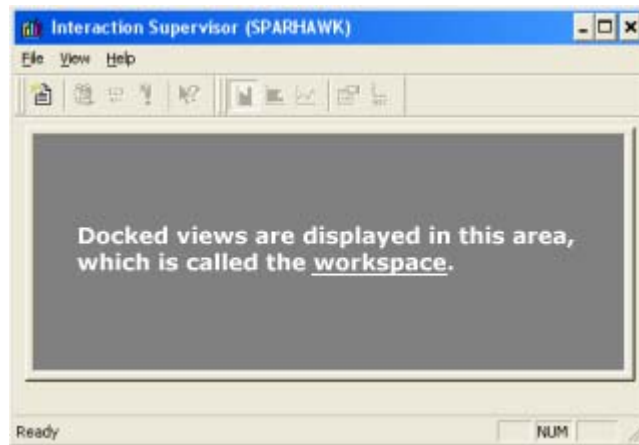 Interaction Supervisor (SPARHAWK)
File View Help
Docked views are displayed in this area,
which is called the workspace.
Ready NUM